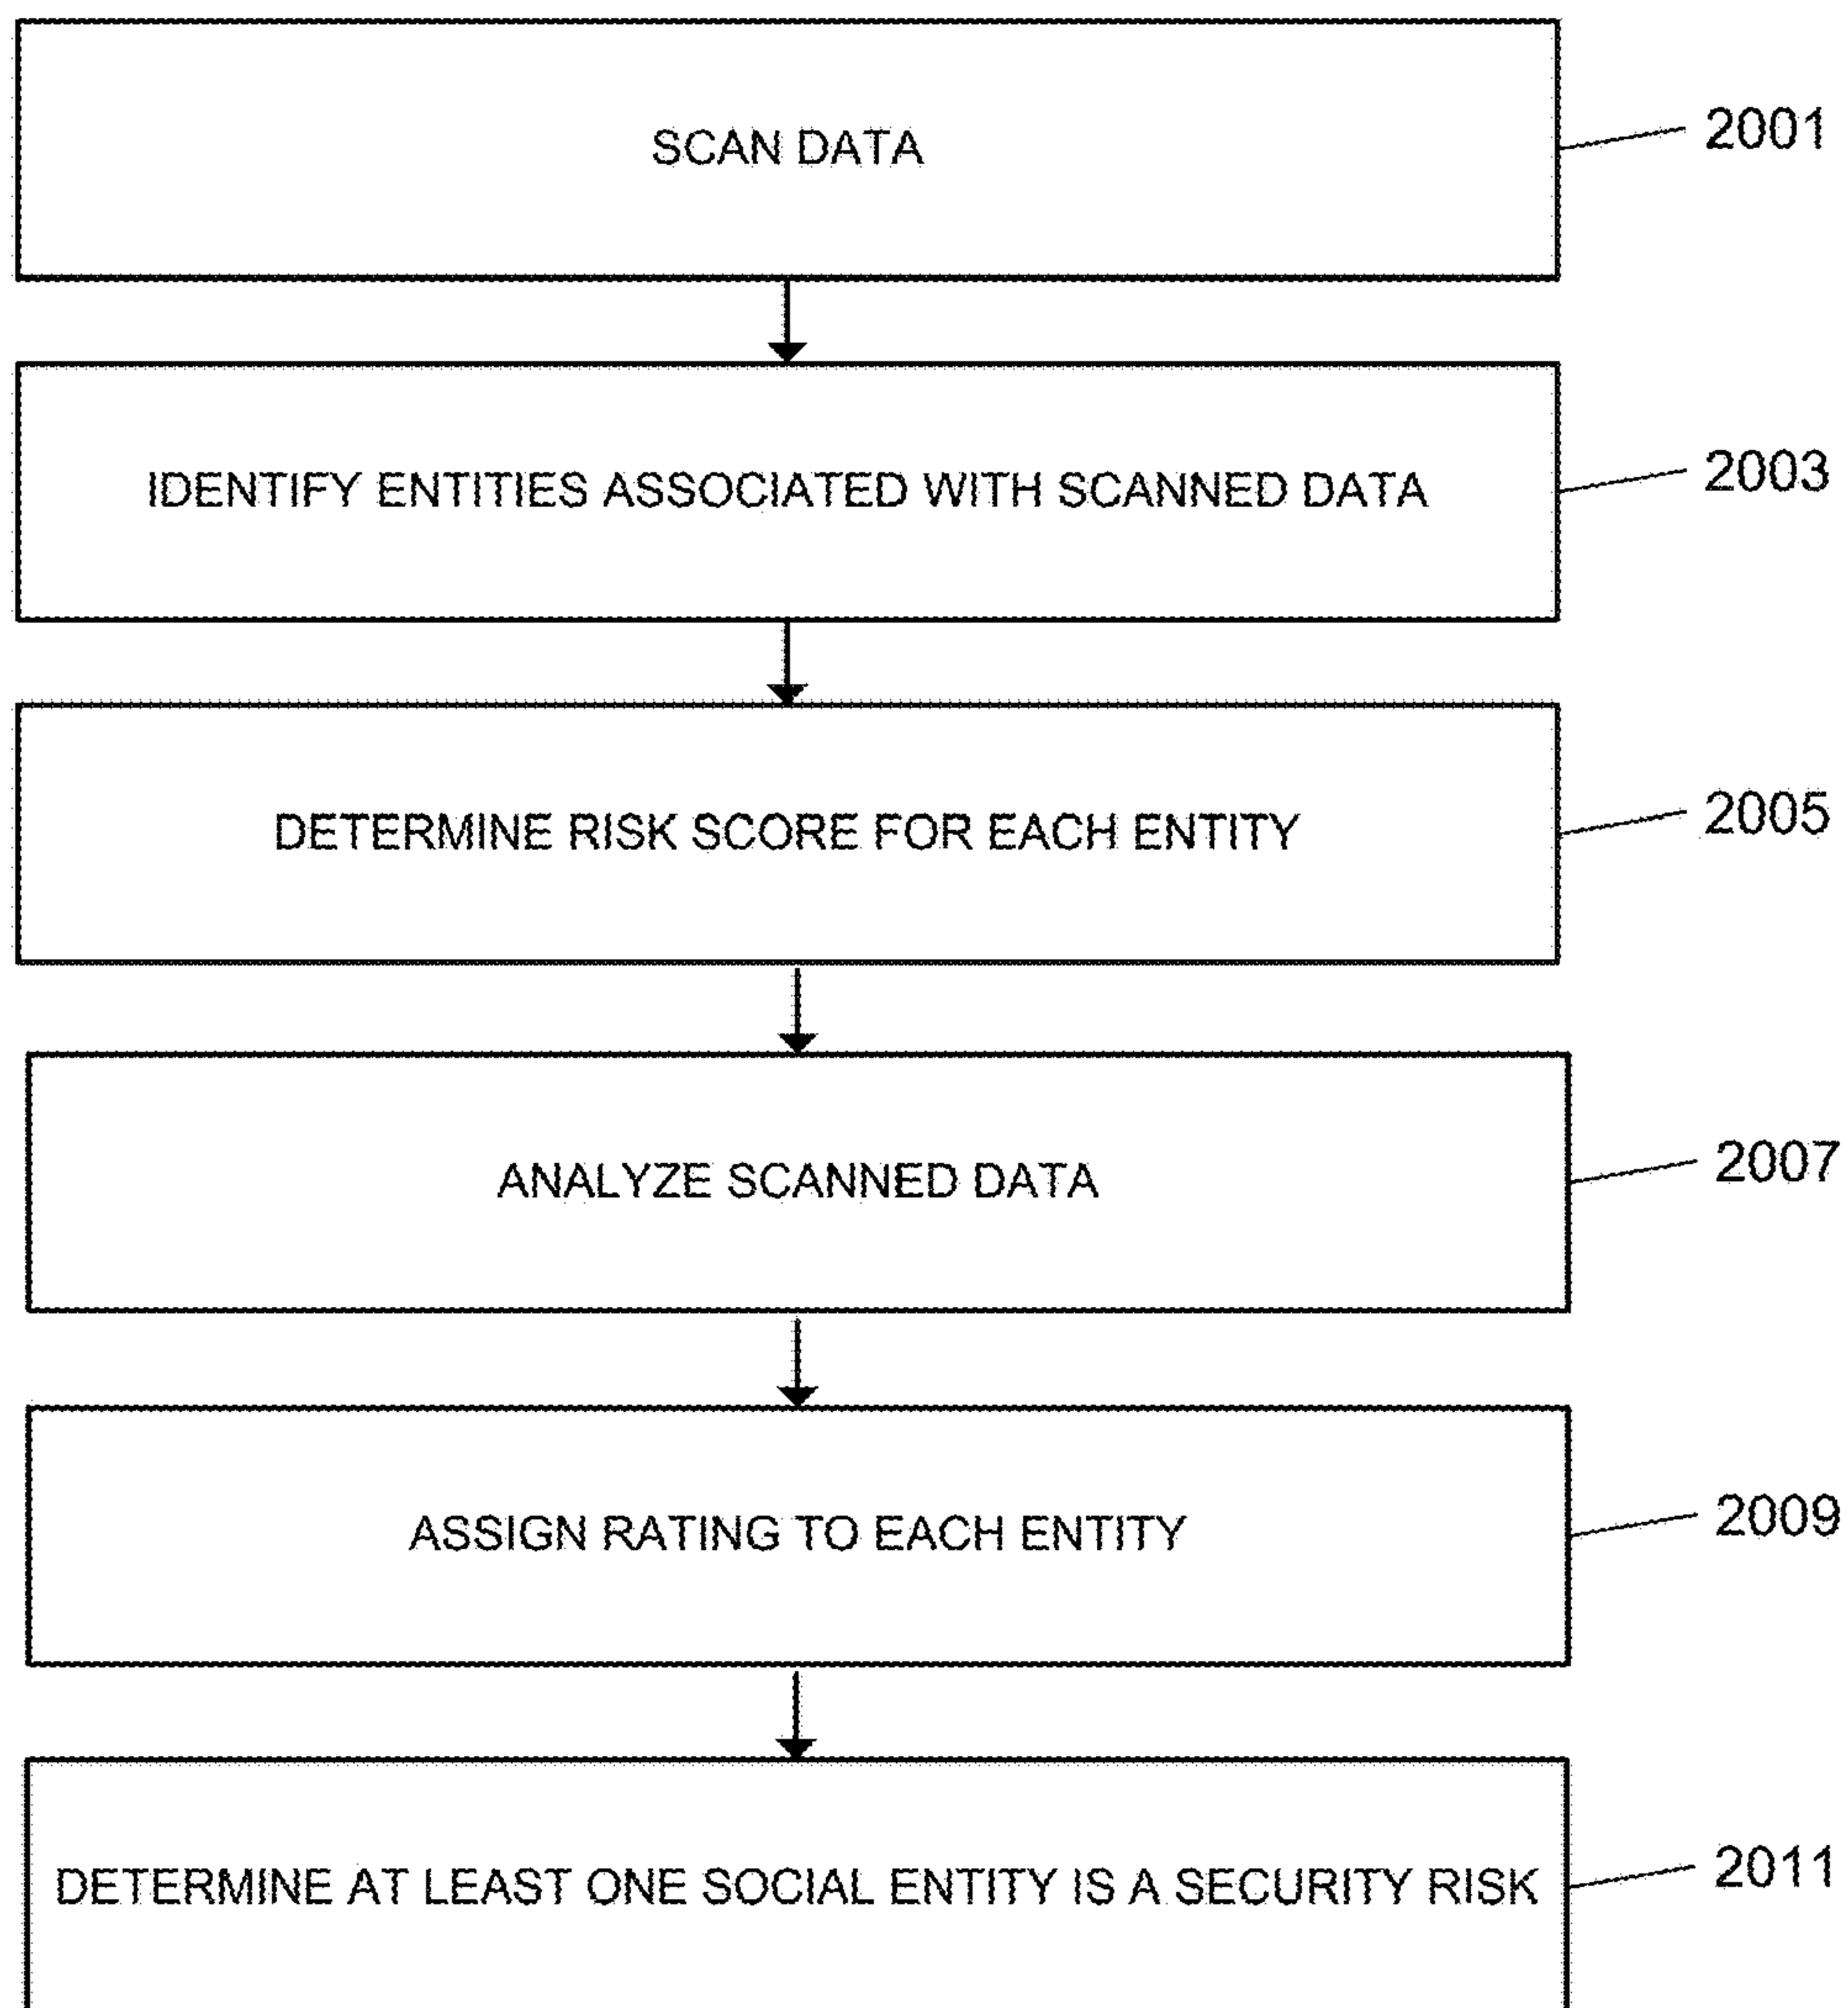 SCAN DATA
2001
IDENTIFY ENTITIES ASSOCIATED WITH SCANNED DATA
2003
DETERMINE RISK SCORE FOR EACH ENTITY
2005
ANALYZE SCANNED DATA
2007
ASSIGN RATING TO EACH ENTITY
2009
DETERMINE AT LEAST ONE SOCIAL ENTITY IS A SECURITY RISK
2011